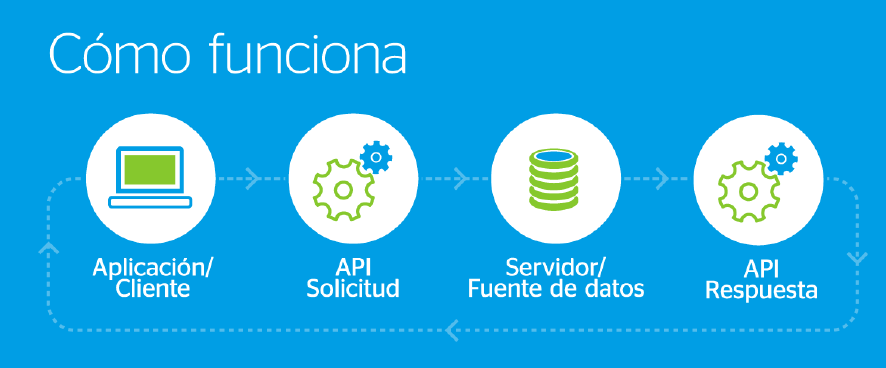 Cómo funciona
Aplicación/
Cliente
API
Solicitud
Servidor/
Fuente de datos
API
Respuesta